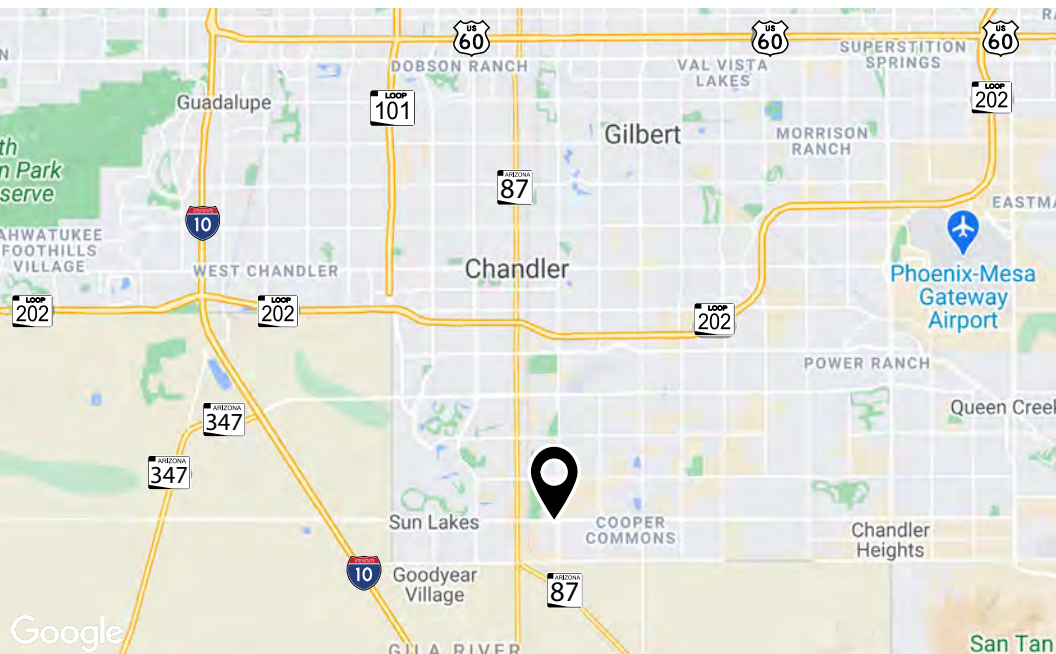 US
60
US
60
US
60
DOBSON RANCH
VAL VISTA
LAKES
SUPERSTITION
SPRINGS
LOOP
101
LOOP
202
Guadalupe
Gilbert
MORRISON
RANCH
th
n Park
serve
ARIZONA
87
10
EASTMA
AHWATUKEE
FOOTHILLS
VILLAGE
WEST CHANDLER
Chandler
Phoenix-Mesa
Gateway
Airport
LOOP
202
LOOP
202
LOOP
202
POWER RANCH
ARIZONA
347
Queen Creek
ARIZONA
347
Sun Lakes
COOPER
COMMONS
Chandler
Heights
10
Goodyear
Village
ARIZONA
87
Google
GILA RIVER
San Tan